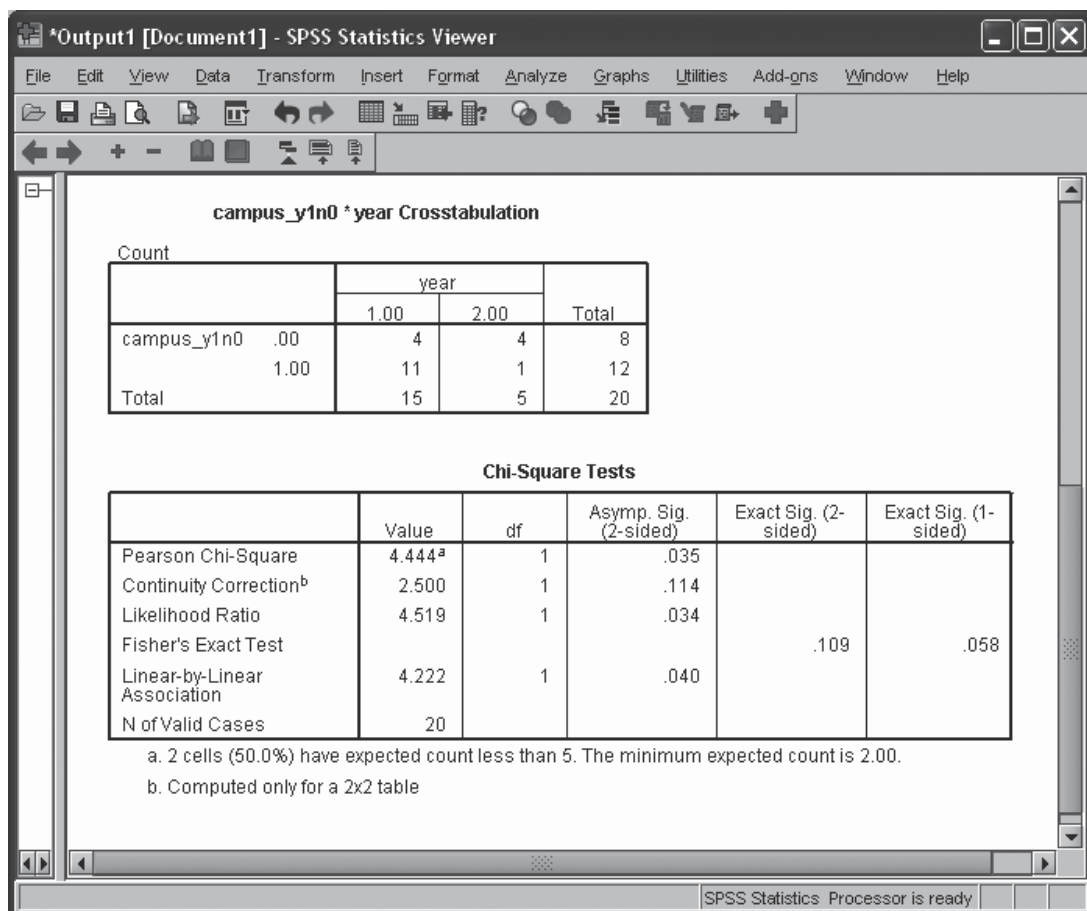 *Output1 [Document1] - SPSS Statistics Viewer
File Edit View Data Transform Insert Format Analyze Graphs Utilities Add-ons Window Help
campus_y1n0 * year Crosstabulation
Count
year
1.00 2.00 Total
campus_y1n0 .00 4 4 8
1.00 11 1 12
Total 15 5 20
Chi-Square Tests
Value df Asymp. Sig. (2-sided) Exact Sig. (2-sided) Exact Sig. (1-sided)
Pearson Chi-Square 4.444a 1 .035
Continuity Correctionb 2.500 1 .114
Likelihood Ratio 4.519 1 .034
Fisher's Exact Test .109 .058
Linear-by-Linear Association 4.222 1 .040
N of Valid Cases 20
a. 2 cells (50.0%) have expected count less than 5. The minimum expected count is 2.00.
b. Computed only for a 2x2 table
SPSS Statistics Processor is ready